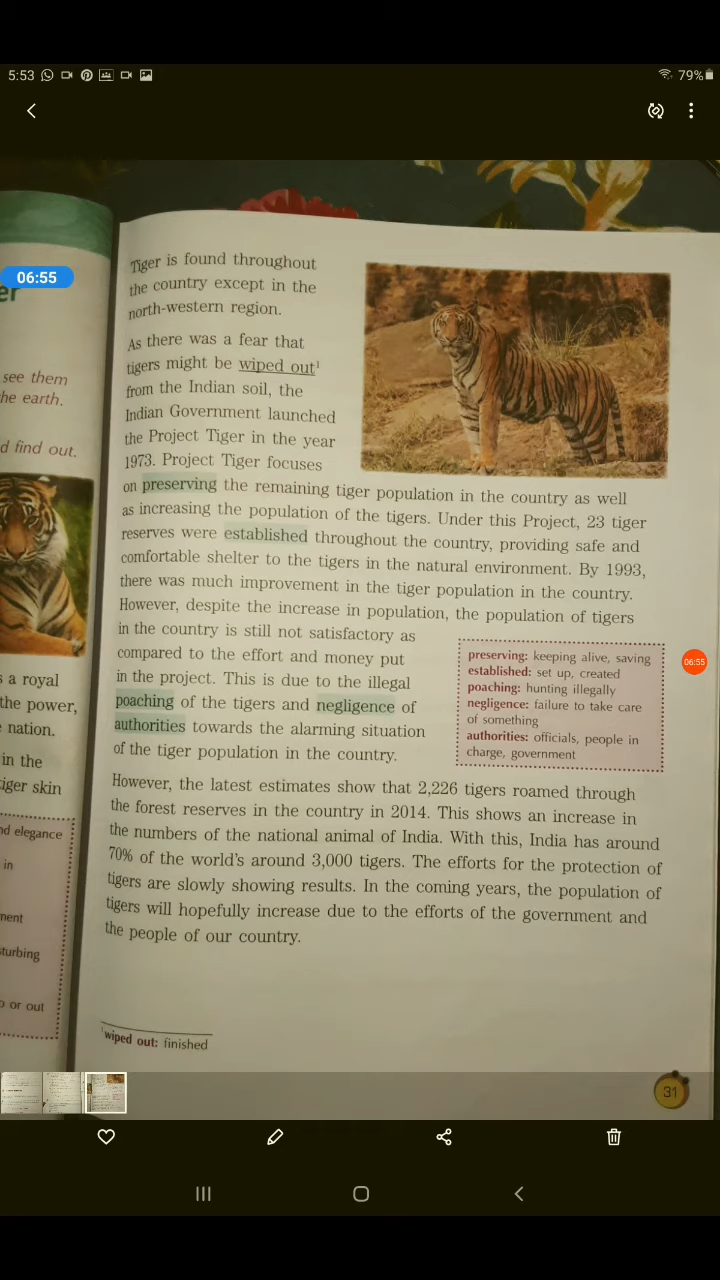 5:53
79%
06:55
er
see them
he earth.
d find out.
s a royal
the power,
e nation.
in the
iger skin
nd elegance
in
ment
sturbing
p or out
Tiger is found throughout
the country except in the
north-western region.
As there was a fear that
tigers might be wiped out¹
from the Indian soil, the
Indian Government launched
the Project Tiger in the year
1973. Project Tiger focuses
on preserving the remaining tiger population in the country as well
as increasing the population of the tigers. Under this Project, 23 tiger
reserves were established throughout the country, providing safe and
comfortable shelter to the tigers in the natural environment. By 1993,
there was much improvement in the tiger population in the country.
However, despite the increase in population, the population of tigers
in the country is still not satisfactory as
compared to the effort and money put
in the project. This is due to the illegal
poaching of the tigers and negligence of
authorities towards the alarming situation
of the tiger population in the country.
preserving: keeping alive, saving
established: set up, created
poaching: hunting illegally
negligence: failure to take care
of something
authorities: officials, people in
charge, government
06:55
However, the latest estimates show that 2,226 tigers roamed through
the forest reserves in the country in 2014. This shows an increase in
the numbers of the national animal of India. With this, India has around
70% of the world's around 3,000 tigers. The efforts for the protection of
tigers are slowly showing results. In the coming years, the population of
tigers will hopefully increase due to the efforts of the government and
the people of our country.
¹wiped out: finished
31